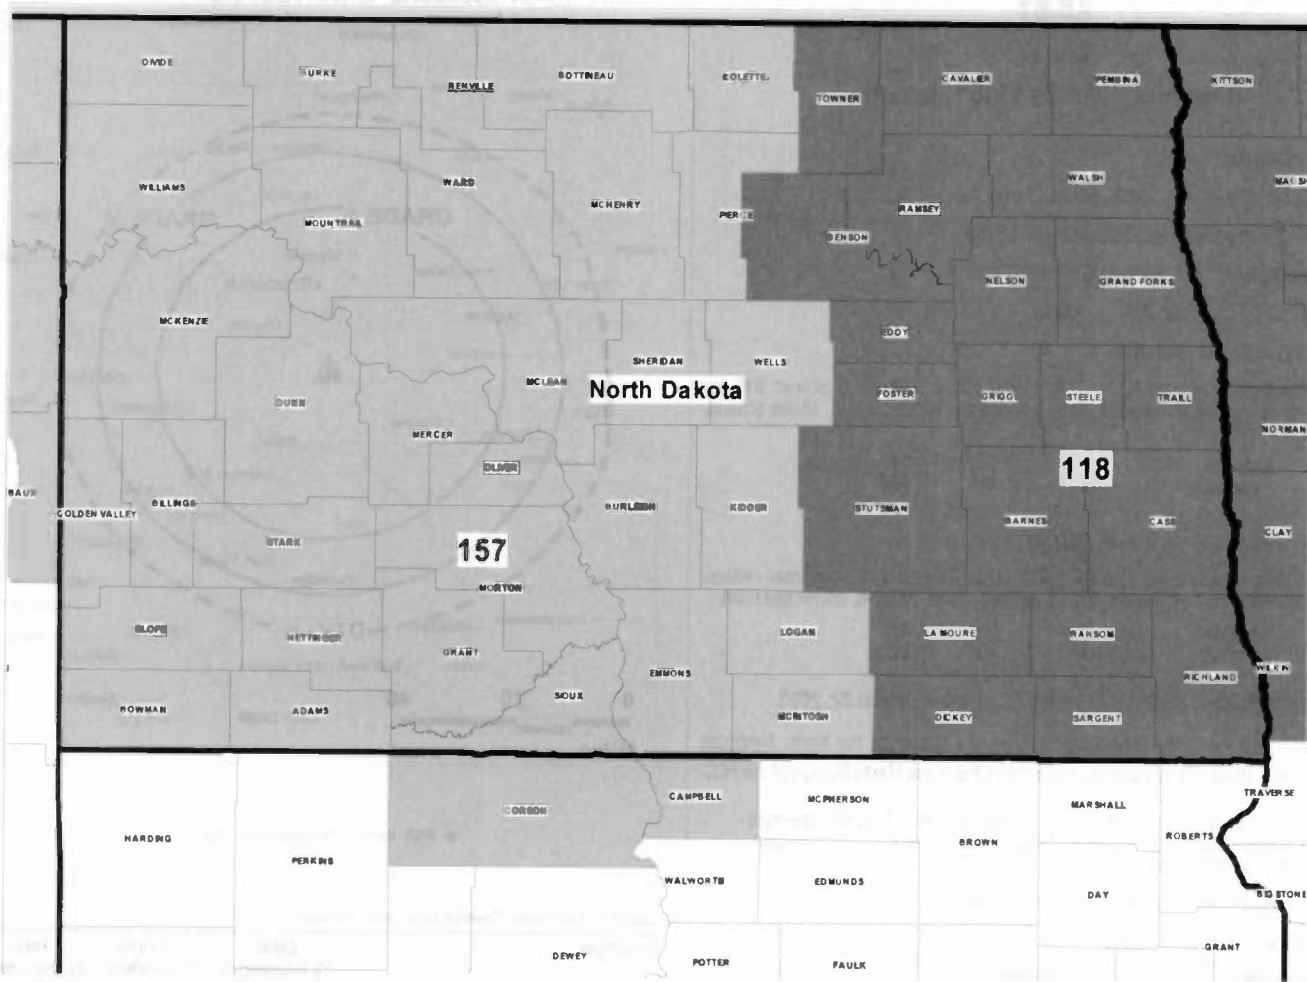 DIVIDE
BURKE
RENVILLE
BOTTINEAU
ROLETTE
TOWNER
CAVALIER
PEMBINA
KITTSON
WILLIAMS
WARD
MOUNTRAIL
MCHENRY
PIERCE
RAMSEY
WALSH
BENSON
NELSON
GRAND FORKS
MCKENZIE
SHERIDAN
WELLS
EDDY
DUNN
MCLEAN
North Dakota
FOSTER
GRIGG
STEELE
TRAILL
NORMAN
MERCER
OLIVER
118
BAUX
GOLDEN VALLEY
BILLINGS
BURLEIGH
KIDDER
STUTSMAN
BARNES
CASS
CLAY
STARK
157
MORTON
SLOPE
HETTINGER
GRANT
LOGAN
LA MOURE
RANSOM
EMMONS
RICHLAND
WILKIN
BOWMAN
ADAMS
SIOUX
MCINTOSH
DICKEY
SARGENT
HARDING
PERKINS
CORSON
CAMPBELL
MCPHERSON
MARSHALL
TRAVERSE
BROWN
ROBERTS
WALWORTH
EDMUNDS
DAY
BIG STONE
DEWEY
POTTER
FAULK
GRANT